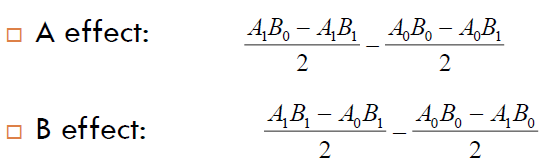 A effect: (A₁B₀ − A₁B₁)/2 − (A₀B₀ − A₀B₁)/2
B effect: (A₁B₁ − A₀B₁)/2 − (A₀B₀ − A₁B₀)/2